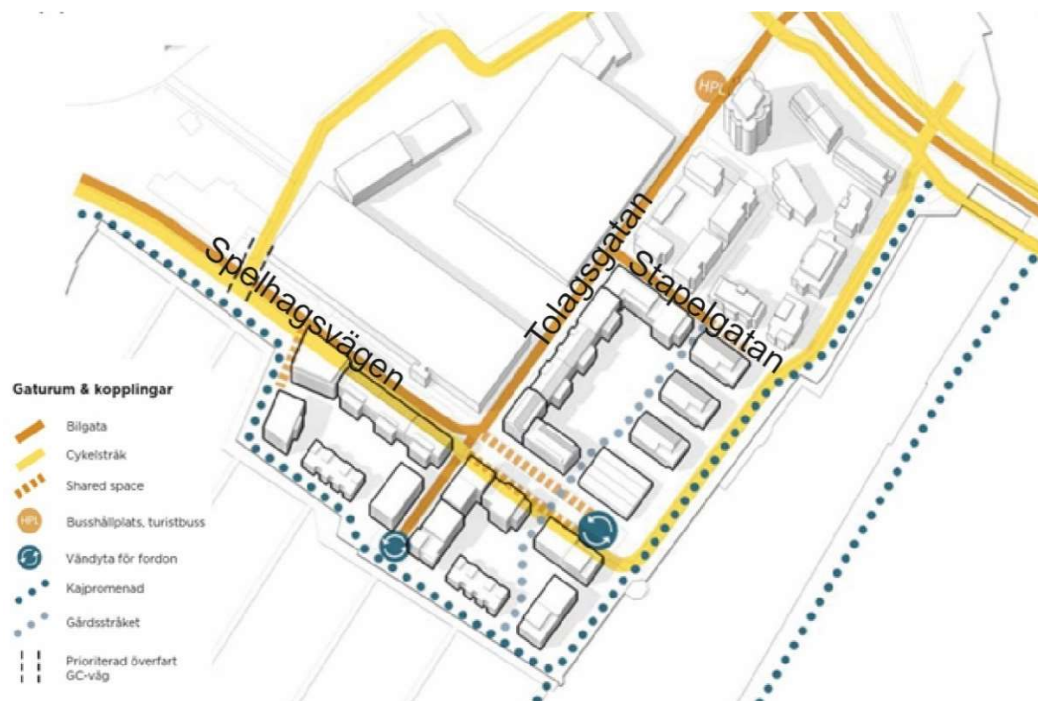 HPL
Tolagsgatan
Stapelgatan
Spelhagsvägen
Gaturum & kopplingar
Bilgata
Cykelstråk
Shared space
HPL
Busshållplats, turistbuss
Vändyta för fordon
Kajpromenad
Gårdsstråket
Prioriterad överfart
GC-väg